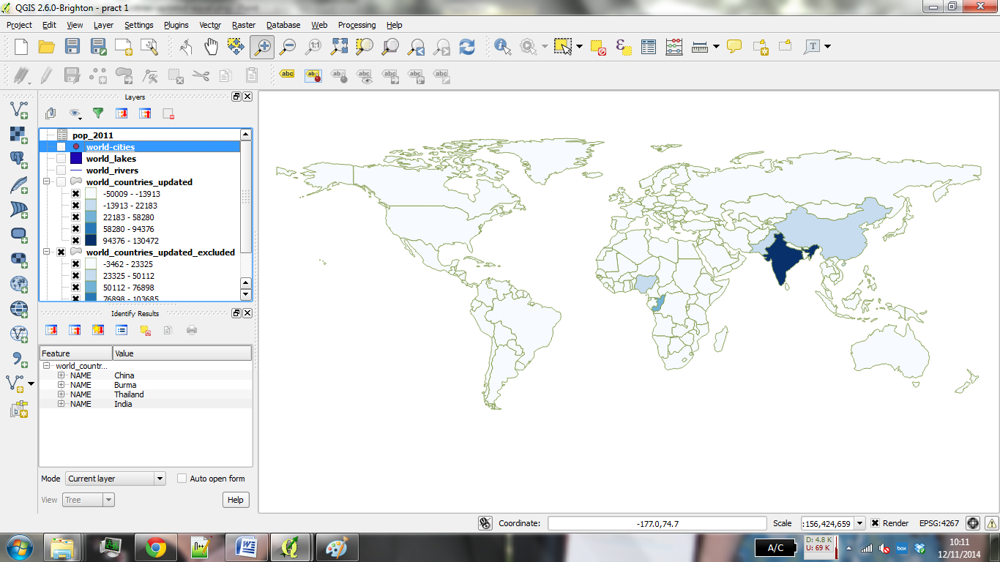 QGIS 2.6.0-Brighton - pract 1
Project Edit View Layer Settings Plugins Vector Raster Database Web Processing Help
1:1
ε
T
abc abc abc abc abc abc abc
Layers
pop_2011
world-cities
world_lakes
world_rivers
world_countries_updated
-50009 - -13913
-13913 - 22183
22183 - 58280
58280 - 94376
94376 - 130472
world_countries_updated_excluded
-3462 - 23325
23325 - 50112
50112 - 76898
76898 - 103685
Identify Results
Feature Value
world_countr...
NAME China
NAME Burma
NAME Thailand
NAME India
Mode Current layer Auto open form
View Tree Help
Coordinate: -177.0,74.7 Scale :156,424,659 Render EPSG:4267
A/C
D: 4.8 K
U: 69 K
box
10:11
12/11/2014